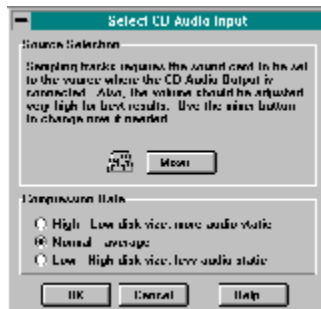 Select CD Audio Input
Source Selection
Sampling tracks requires the sound card to be set
to the source where the CD Audio Output is
connected. Also, the volume should be adjusted
very high for best results. Use the mixer button
to change now if needed.
Mixer
Compression Rate
High - Low disk size, more audio static
Normal - average
Low - High disk size, less audio static
OK Cancel Help